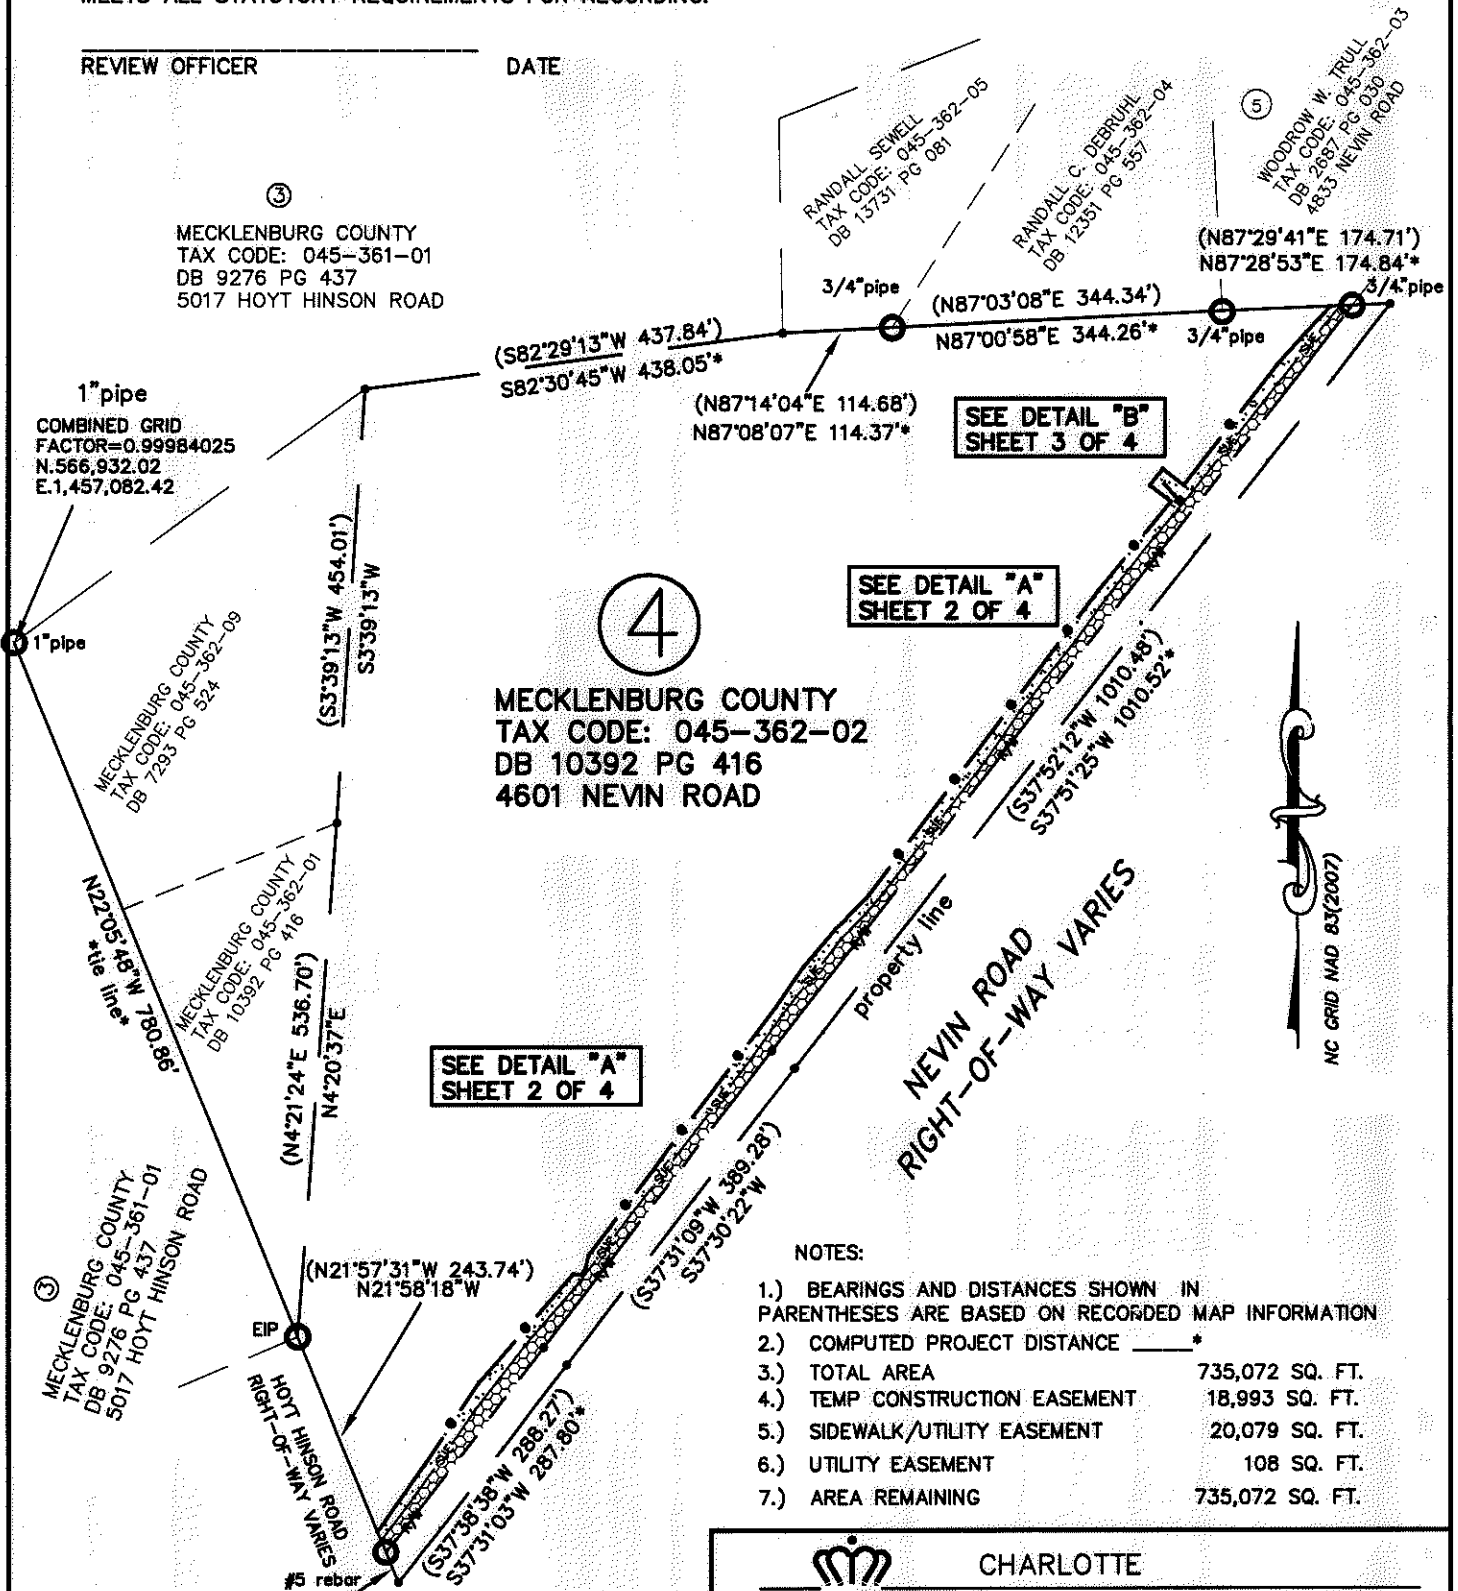 MEETS ALL STATUTORY REQUIREMENTS FOR RECORDING.
REVIEW OFFICER
DATE
RANDALL SEWELL
TAX CODE: 045-362-05
DB 13731 PG 081
RANDALL C. DEBRUHL
TAX CODE: 045-362-04
DB 12351 PG 557
5
WOODROW W. TRULL
TAX CODE: 045-362-03
DB 2687 PG 030
4833 NEVIN ROAD
3
MECKLENBURG COUNTY
TAX CODE: 045-361-01
DB 9276 PG 437
5017 HOYT HINSON ROAD
(N87°29'41"E 174.71')
N87°28'53"E 174.84'*
3/4"pipe
3/4"pipe
(N87°03'08"E 344.34')
N87°00'58"E 344.26'*
3/4"pipe
(S82°29'13"W 437.84')
S82°30'45"W 438.05'*
(N87°14'04"E 114.68')
N87°08'07"E 114.37'*
1"pipe
COMBINED GRID
FACTOR=0.99984025
N.566,932.02
E.1,457,082.42
SEE DETAIL "B"
SHEET 3 OF 4
SUE
SUE
R/W
(S3°39'13"W 454.01')
S3°39'13"W
SEE DETAIL "A"
SHEET 2 OF 4
4
1"pipe
MECKLENBURG COUNTY
TAX CODE: 045-362-09
DB 7293 PG 524
MECKLENBURG COUNTY
TAX CODE: 045-362-02
DB 10392 PG 416
4601 NEVIN ROAD
R/W
(S37°52'12"W 1010.48')
S37°51'25"W 1010.52'*
SUE
N22°05'48"W 780.86'
*tie line*
MECKLENBURG COUNTY
TAX CODE: 045-362-01
DB 10392 PG 416
(N4°21'24"E 536.70')
N4°20'37"E
R/W
SUE
property line
NEVIN ROAD
RIGHT-OF-WAY VARIES
NC GRID NAD 83(2007)
SEE DETAIL "A"
SHEET 2 OF 4
SUE
SUE
(S37°31'09"W 389.28')
S37°30'22"W
3
MECKLENBURG COUNTY
TAX CODE: 045-361-01
DB 9276 PG 437
5017 HOYT HINSON ROAD
SUE
R/W
(N21°57'31"W 243.74')
N21°58'18"W
EIP
HOYT HINSON ROAD
RIGHT-OF-WAY VARIES
SUE
R/W
(S37°38'38"W 288.27')
S37°31'03"W 287.80'*
#5 rebar
NOTES:
1.) BEARINGS AND DISTANCES SHOWN IN
PARENTHESES ARE BASED ON RECORDED MAP INFORMATION
2.) COMPUTED PROJECT DISTANCE _____*
3.) TOTAL AREA 735,072 SQ. FT.
4.) TEMP CONSTRUCTION EASEMENT 18,993 SQ. FT.
5.) SIDEWALK/UTILITY EASEMENT 20,079 SQ. FT.
6.) UTILITY EASEMENT 108 SQ. FT.
7.) AREA REMAINING 735,072 SQ. FT.
CHARLOTTE